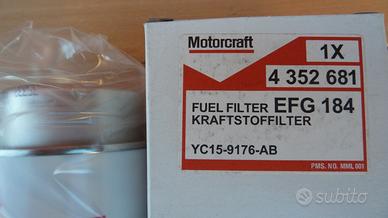 Motorcraft
1X
4 352 681
FUEL FILTER EFG 184
KRAFTSTOFFILTER
YC15-9176-AB
PMS. NO. MML 001
subito